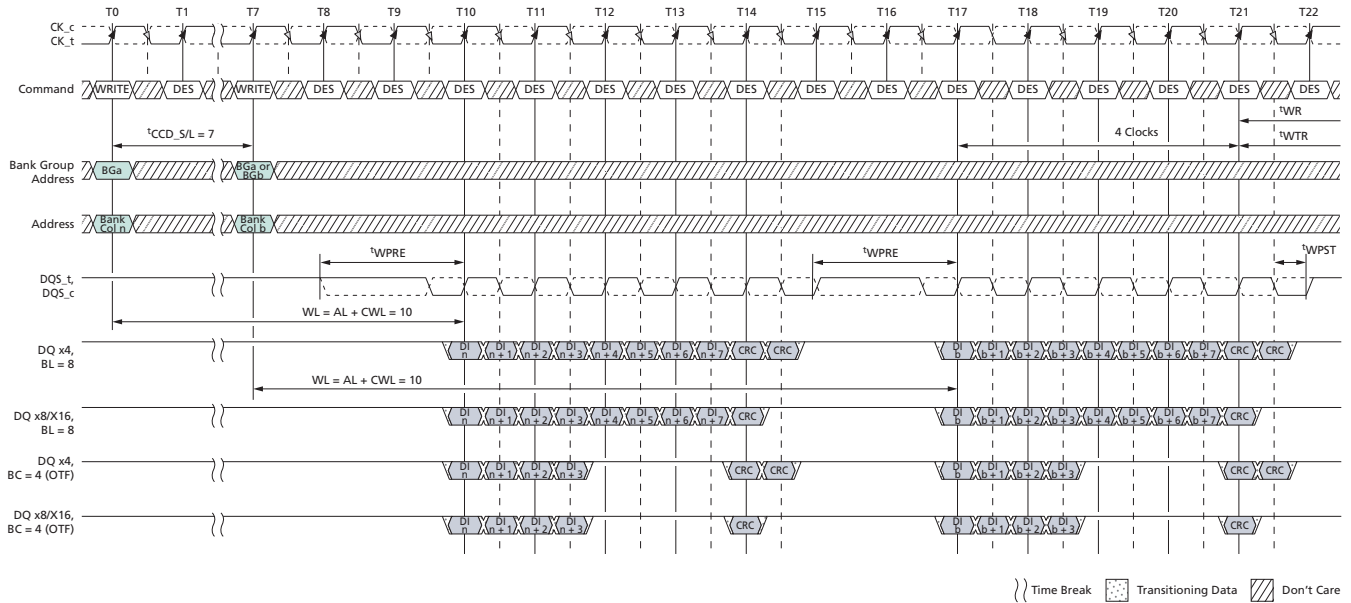 T0 T1 T7 T8 T9 T10 T11 T12 T13 T14 T15 T16 T17 T18 T19 T20 T21 T22
CK_c
CK_t
Command WRITE DES WRITE DES DES DES DES DES DES DES DES DES DES DES DES DES DES DES
tWR
tCCD_S/L = 7 4 Clocks tWTR
Bank Group
Address
BGa
BGa or
BGb
Address
Bank
Col n
Bank
Col b
tWPRE tWPRE tWPST
DQS_t,
DQS_c
WL = AL + CWL = 10
DQ x4,
BL = 8
DI n DI n + 1 DI n + 2 DI n + 3 DI n + 4 DI n + 5 DI n + 6 DI n + 7 CRC CRC DI b DI b + 1 DI b + 2 DI b + 3 DI b + 4 DI b + 5 DI b + 6 DI b + 7 CRC CRC
WL = AL + CWL = 10
DQ x8/X16,
BL = 8
DI n DI n + 1 DI n + 2 DI n + 3 DI n + 4 DI n + 5 DI n + 6 DI n + 7 CRC DI b DI b + 1 DI b + 2 DI b + 3 DI b + 4 DI b + 5 DI b + 6 DI b + 7 CRC
DQ x4,
BC = 4 (OTF)
DI n DI n + 1 DI n + 2 DI n + 3 CRC CRC DI b DI b + 1 DI b + 2 DI b + 3 CRC CRC
DQ x8/X16,
BC = 4 (OTF)
DI n DI n + 1 DI n + 2 DI n + 3 CRC DI b DI b + 1 DI b + 2 DI b + 3 CRC
Time Break Transitioning Data Don't Care